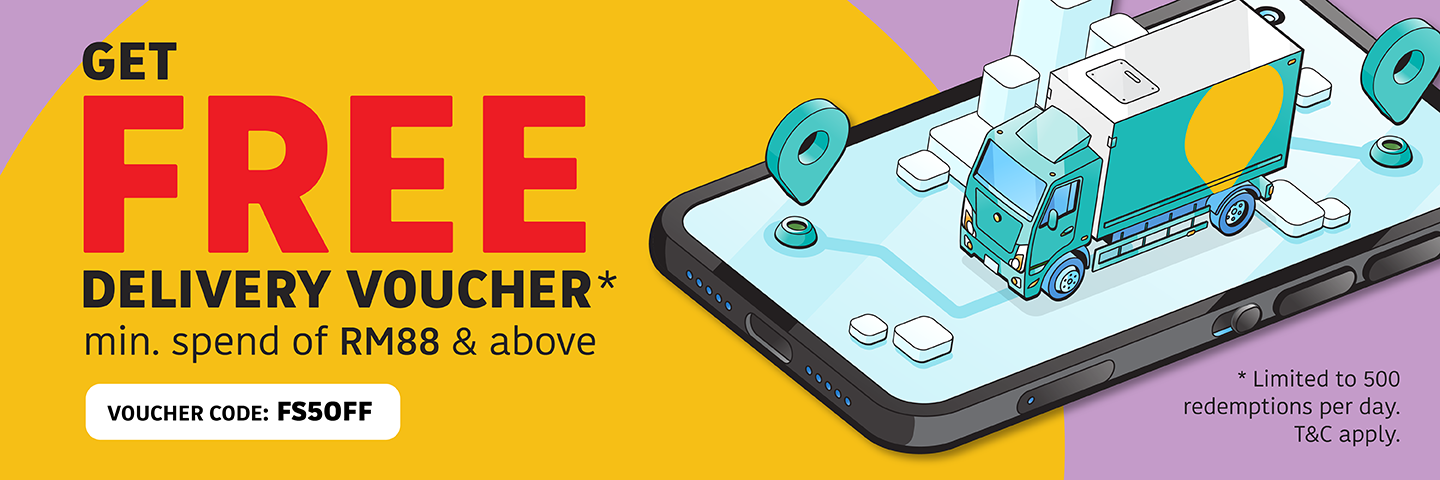 GET
FREE
DELIVERY VOUCHER*
min. spend of RM88 & above
VOUCHER CODE: FS5OFF
* Limited to 500
redemptions per day.
T&C apply.